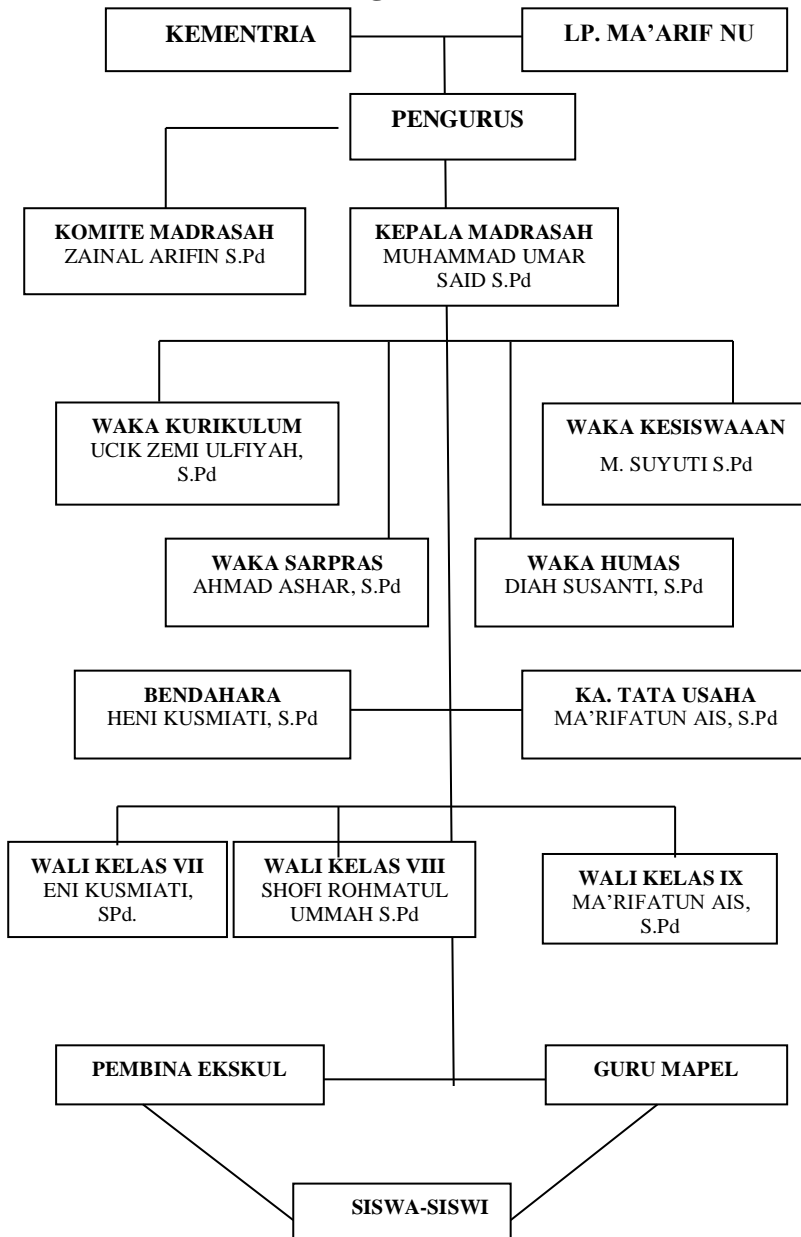 KEMENTRIA
LP. MA’ARIF NU
PENGURUS
KOMITE MADRASAH
ZAINAL ARIFIN S.Pd
KEPALA MADRASAH
MUHAMMAD UMAR
SAID S.Pd
WAKA KURIKULUM
UCIK ZEMI ULFIYAH,
S.Pd
WAKA KESISWAAAN
M. SUYUTI S.Pd
WAKA SARPRAS
AHMAD ASHAR, S.Pd
WAKA HUMAS
DIAH SUSANTI, S.Pd
BENDAHARA
HENI KUSMIATI, S.Pd
KA. TATA USAHA
MA’RIFATUN AIS, S.Pd
WALI KELAS VII
ENI KUSMIATI,
SPd.
WALI KELAS VIII
SHOFI ROHMATUL
UMMAH S.Pd
WALI KELAS IX
MA’RIFATUN AIS,
S.Pd
PEMBINA EKSKUL
GURU MAPEL
SISWA-SISWI